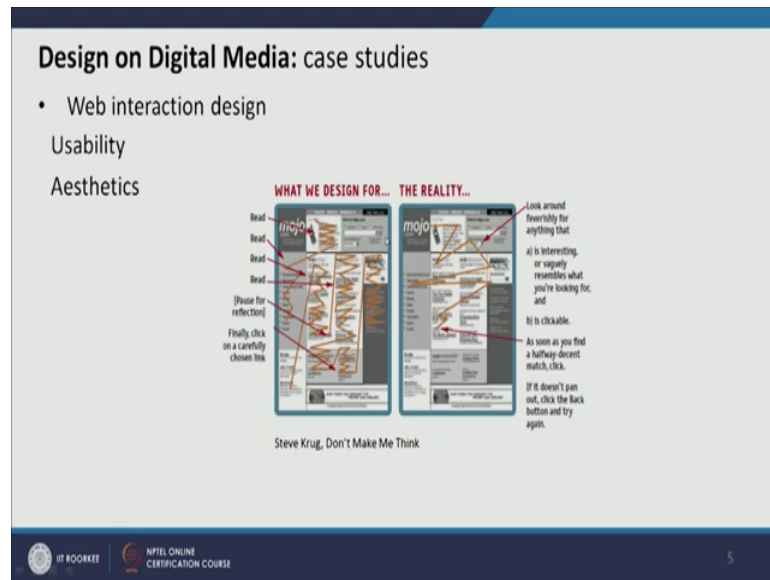 Design on Digital Media: case studies
• Web interaction design
Usability
Aesthetics
WHAT WE DESIGN FOR...
Read
Read
Read
Read
[Pause for
reflection]
Finally, click
on a carefully
chosen link
mojo
THE REALITY...
mojo
Look around
feverishly for
anything that
a) is interesting,
or vaguely
resembles what
you're looking for,
and
b) is clickable.
As soon as you find
a halfway-decent
match, click.
If it doesn't pan
out, click the Back
button and try
again.
Steve Krug, Don't Make Me Think
IIT ROORKEE
NPTEL ONLINE
CERTIFICATION COURSE
5